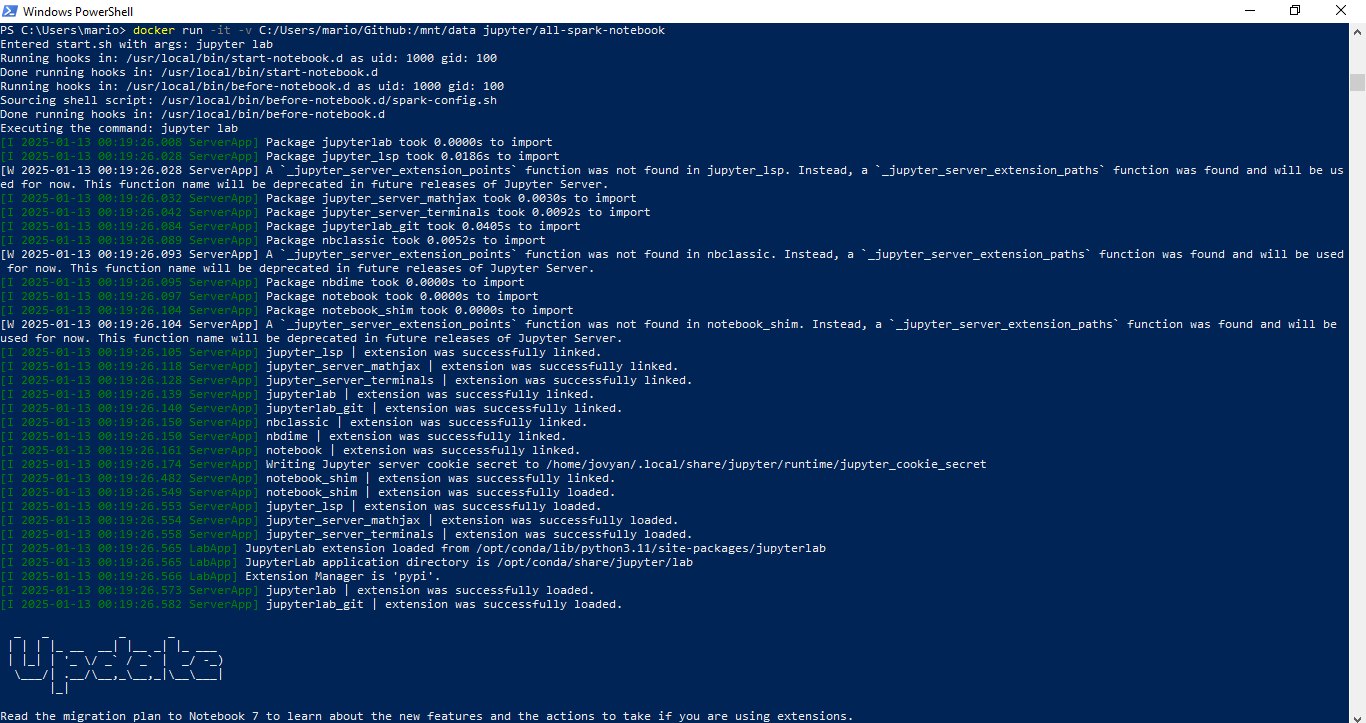 Windows PowerShell
PS C:\Users\mario> docker run -it -v C:/Users/mario/Github:/mnt/data jupyter/all-spark-notebook
Entered start.sh with args: jupyter lab
Running hooks in: /usr/local/bin/start-notebook.d as uid: 1000 gid: 100
Done running hooks in: /usr/local/bin/start-notebook.d
Running hooks in: /usr/local/bin/before-notebook.d as uid: 1000 gid: 100
Sourcing shell script: /usr/local/bin/before-notebook.d/spark-config.sh
Done running hooks in: /usr/local/bin/before-notebook.d
Executing the command: jupyter lab
[I 2025-01-13 00:19:26.008 ServerApp] Package jupyterlab took 0.0000s to import
[I 2025-01-13 00:19:26.028 ServerApp] Package jupyter_lsp took 0.0186s to import
[W 2025-01-13 00:19:26.028 ServerApp] A `_jupyter_server_extension_points` function was not found in jupyter_lsp. Instead, a `_jupyter_server_extension_paths` function was found and will be us
ed for now. This function name will be deprecated in future releases of Jupyter Server.
[I 2025-01-13 00:19:26.032 ServerApp] Package jupyter_server_mathjax took 0.0030s to import
[I 2025-01-13 00:19:26.042 ServerApp] Package jupyter_server_terminals took 0.0092s to import
[I 2025-01-13 00:19:26.084 ServerApp] Package jupyterlab_git took 0.0405s to import
[I 2025-01-13 00:19:26.089 ServerApp] Package nbclassic took 0.0052s to import
[W 2025-01-13 00:19:26.093 ServerApp] A `_jupyter_server_extension_points` function was not found in nbclassic. Instead, a `_jupyter_server_extension_paths` function was found and will be used
for now. This function name will be deprecated in future releases of Jupyter Server.
[I 2025-01-13 00:19:26.095 ServerApp] Package nbdime took 0.0000s to import
[I 2025-01-13 00:19:26.097 ServerApp] Package notebook took 0.0000s to import
[I 2025-01-13 00:19:26.104 ServerApp] Package notebook_shim took 0.0000s to import
[W 2025-01-13 00:19:26.104 ServerApp] A `_jupyter_server_extension_points` function was not found in notebook_shim. Instead, a `_jupyter_server_extension_paths` function was found and will be
used for now. This function name will be deprecated in future releases of Jupyter Server.
[I 2025-01-13 00:19:26.105 ServerApp] jupyter_lsp | extension was successfully linked.
[I 2025-01-13 00:19:26.118 ServerApp] jupyter_server_mathjax | extension was successfully linked.
[I 2025-01-13 00:19:26.128 ServerApp] jupyter_server_terminals | extension was successfully linked.
[I 2025-01-13 00:19:26.139 ServerApp] jupyterlab | extension was successfully linked.
[I 2025-01-13 00:19:26.140 ServerApp] jupyterlab_git | extension was successfully linked.
[I 2025-01-13 00:19:26.150 ServerApp] nbclassic | extension was successfully linked.
[I 2025-01-13 00:19:26.150 ServerApp] nbdime | extension was successfully linked.
[I 2025-01-13 00:19:26.161 ServerApp] notebook | extension was successfully linked.
[I 2025-01-13 00:19:26.174 ServerApp] Writing Jupyter server cookie secret to /home/jovyan/.local/share/jupyter/runtime/jupyter_cookie_secret
[I 2025-01-13 00:19:26.482 ServerApp] notebook_shim | extension was successfully linked.
[I 2025-01-13 00:19:26.549 ServerApp] notebook_shim | extension was successfully loaded.
[I 2025-01-13 00:19:26.553 ServerApp] jupyter_lsp | extension was successfully loaded.
[I 2025-01-13 00:19:26.554 ServerApp] jupyter_server_mathjax | extension was successfully loaded.
[I 2025-01-13 00:19:26.558 ServerApp] jupyter_server_terminals | extension was successfully loaded.
[I 2025-01-13 00:19:26.565 LabApp] JupyterLab extension loaded from /opt/conda/lib/python3.11/site-packages/jupyterlab
[I 2025-01-13 00:19:26.565 LabApp] JupyterLab application directory is /opt/conda/share/jupyter/lab
[I 2025-01-13 00:19:26.566 LabApp] Extension Manager is 'pypi'.
[I 2025-01-13 00:19:26.573 ServerApp] jupyterlab | extension was successfully loaded.
[I 2025-01-13 00:19:26.582 ServerApp] jupyterlab_git | extension was successfully loaded.
Update
Read the migration plan to Notebook 7 to learn about the new features and the actions to take if you are using extensions.